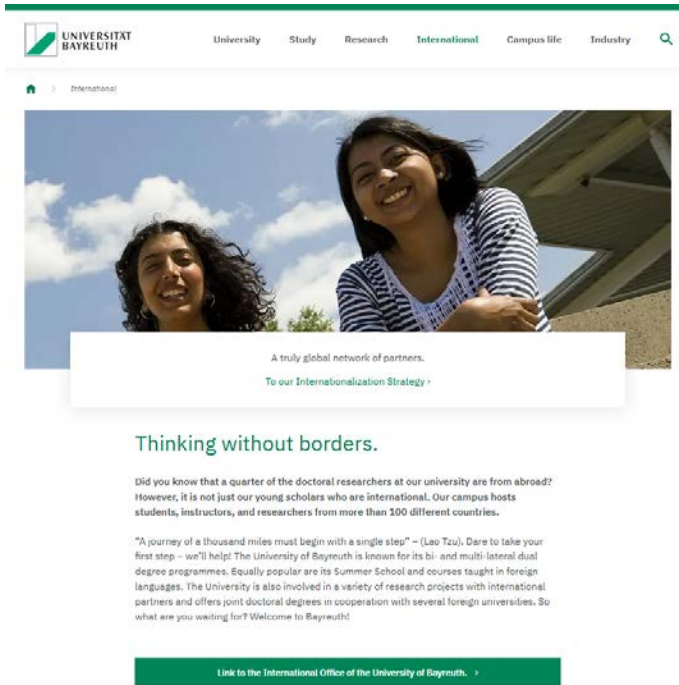 UNIVERSITÄT
BAYREUTH
University Study Research International Campus life Industry
International
A truly global network of partners.
To our Internationalization Strategy ›
Thinking without borders.
Did you know that a quarter of the doctoral researchers at our university are from abroad?
However, it is not just our young scholars who are international. Our campus hosts
students, instructors, and researchers from more than 100 different countries.
"A journey of a thousand miles must begin with a single step" – (Lao Tzu). Dare to take your
first step – we'll help! The University of Bayreuth is known for its bi- and multi-lateral dual
degree programmes. Equally popular are its Summer School and courses taught in foreign
languages. The University is also involved in a variety of research projects with international
partners and offers joint doctoral degrees in cooperation with several foreign universities. So
what are you waiting for? Welcome to Bayreuth!
Link to the International Office of the University of Bayreuth. ›